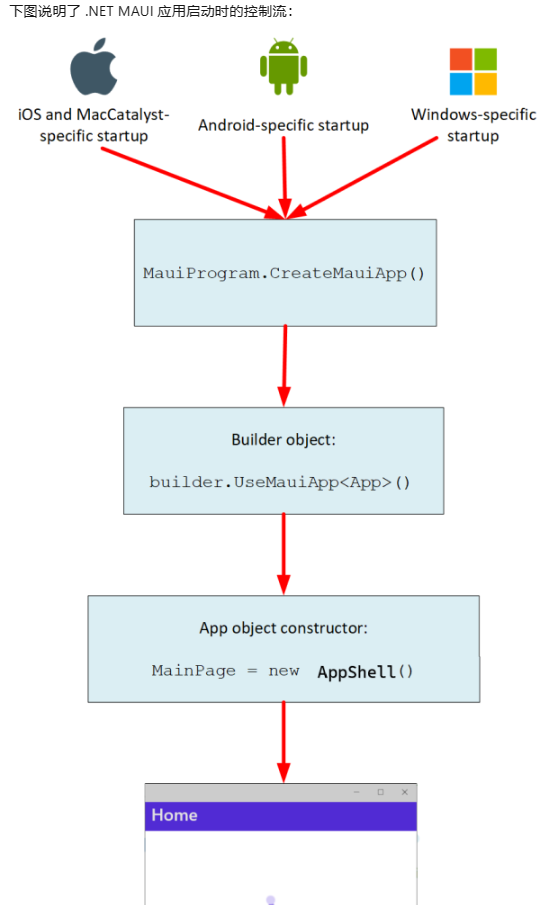 下图说明了 .NET MAUI 应用启动时的控制流：
iOS and MacCatalyst-
specific startup
Android-specific startup
Windows-specific
startup
MauiProgram.CreateMauiApp()
Builder object:
builder.UseMauiApp<App>()
App object constructor:
MainPage = new AppShell()
Home